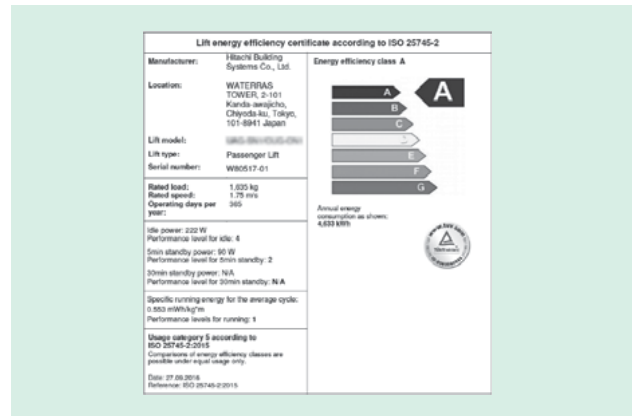 Lift energy efficiency certificate according to ISO 25745-2
Manufacturer:
Hitachi Building
Systems Co., Ltd.
Location:
WATERRAS
TOWER, 2-101
Kanda-awajicho,
Chiyoda-ku, Tokyo,
101-8941 Japan
Lift model:
Lift type:
Passenger Lift
Serial number:
W80517-01
Rated load:
1,635 kg
Rated speed:
1.75 m/s
Operating days per
year:
365
Idle power: 222 W
Performance level for idle: 4
5min standby power: 90 W
Performance level for 5min standby: 2
30min standby power: N/A
Performance level for 30min standby: N/A
Specific running energy for the average cycle:
0.553 mWh/kg*m
Performance levels for running: 1
Usage category 5 according to
ISO 25745-2:2015
Comparisons of energy efficiency classes are
possible under equal usage only.
Date: 27.09.2016
Reference: ISO 25745-2:2015
Energy efficiency class A
A
A
B
C
E
F
G
Annual energy
consumption as shown:
4,633 kWh